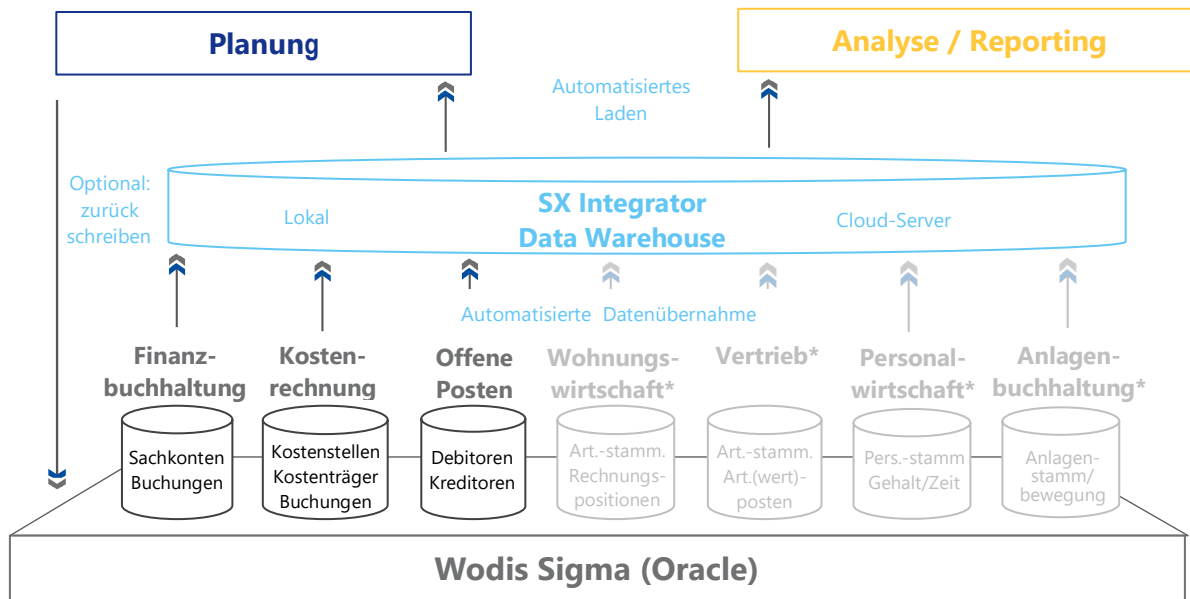 Planung
Analyse / Reporting
Automatisiertes
Laden
Optional:
zurück
schreiben
SX Integrator
Data Warehouse
Lokal
Cloud-Server
Automatisierte Datenübernahme
Finanz-
buchhaltung
Kosten-
rechnung
Offene
Posten
Wohnungs-
wirtschaft*
Vertrieb*
Personal-
wirtschaft*
Anlagen-
buchhaltung*
Sachkonten
Buchungen
Kostenstellen
Kostenträger
Buchungen
Debitoren
Kreditoren
Art.-stamm.
Rechnungs-
positionen
Art.-stamm.
Art.(wert)-
posten
Pers.-stamm
Gehalt/Zeit
Anlagen-
stamm/
bewegung
Wodis Sigma (Oracle)